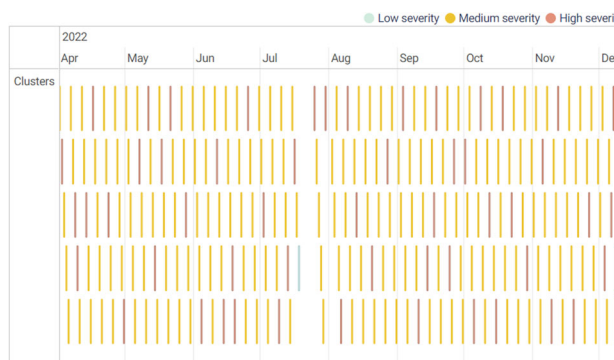 Low severity Medium severity High severi
2022
Apr May Jun Jul Aug Sep Oct Nov De
Clusters